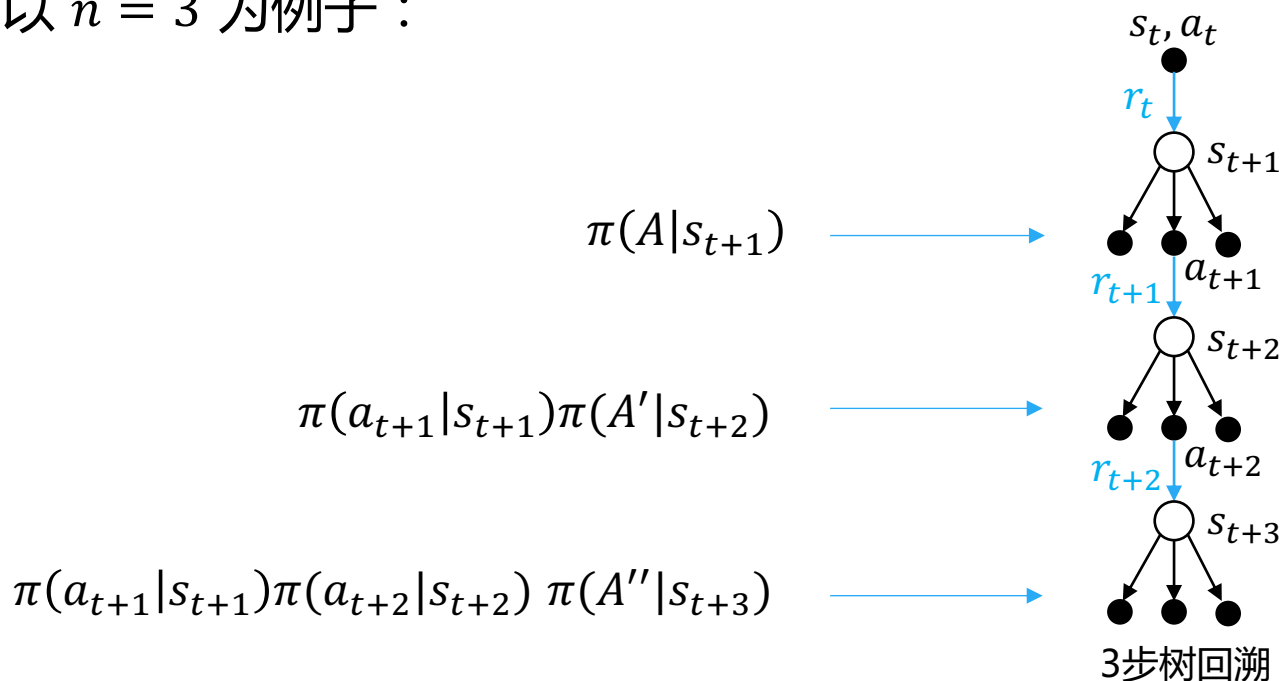 以 n = 3 为例子：
s_t, a_t
r_t
s_{t+1}
π(A|s_{t+1})
a_{t+1}
r_{t+1}
s_{t+2}
π(a_{t+1}|s_{t+1})π(A′|s_{t+2})
a_{t+2}
r_{t+2}
s_{t+3}
π(a_{t+1}|s_{t+1})π(a_{t+2}|s_{t+2}) π(A′′|s_{t+3})
3步树回溯